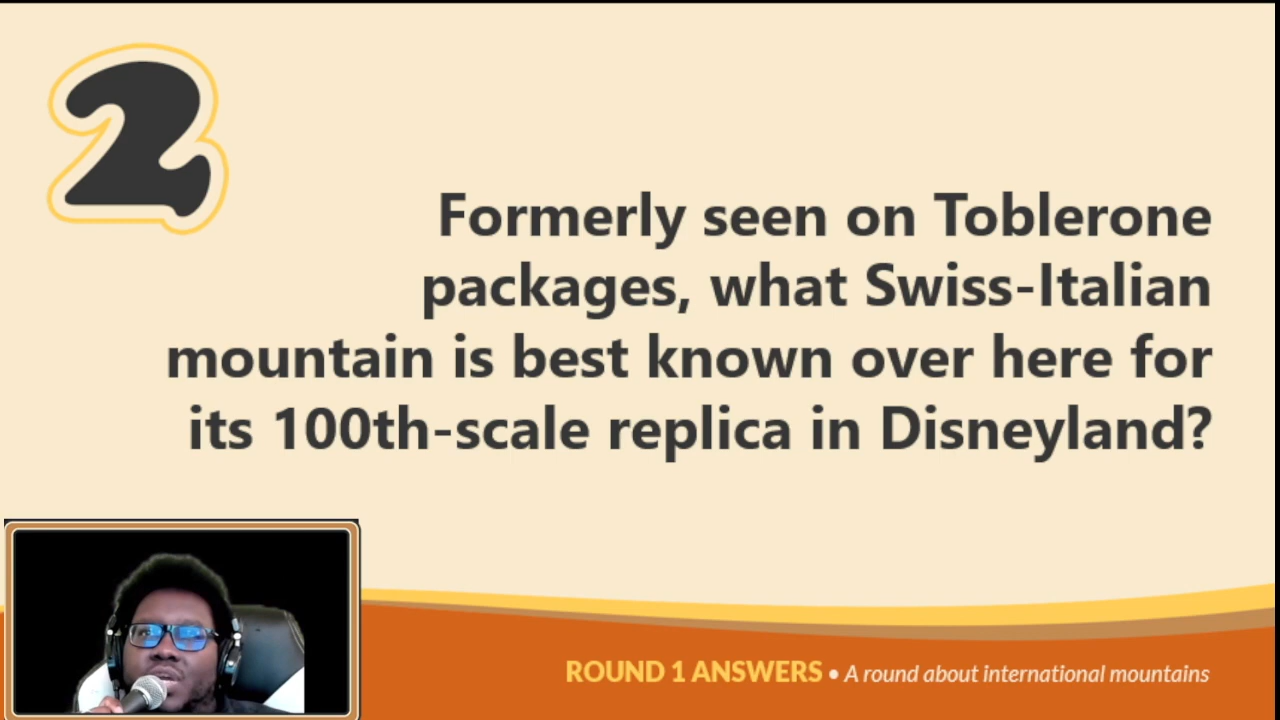 2
Formerly seen on Toblerone
packages, what Swiss-Italian
mountain is best known over here for
its 100th-scale replica in Disneyland?
ROUND 1 ANSWERS • A round about international mountains